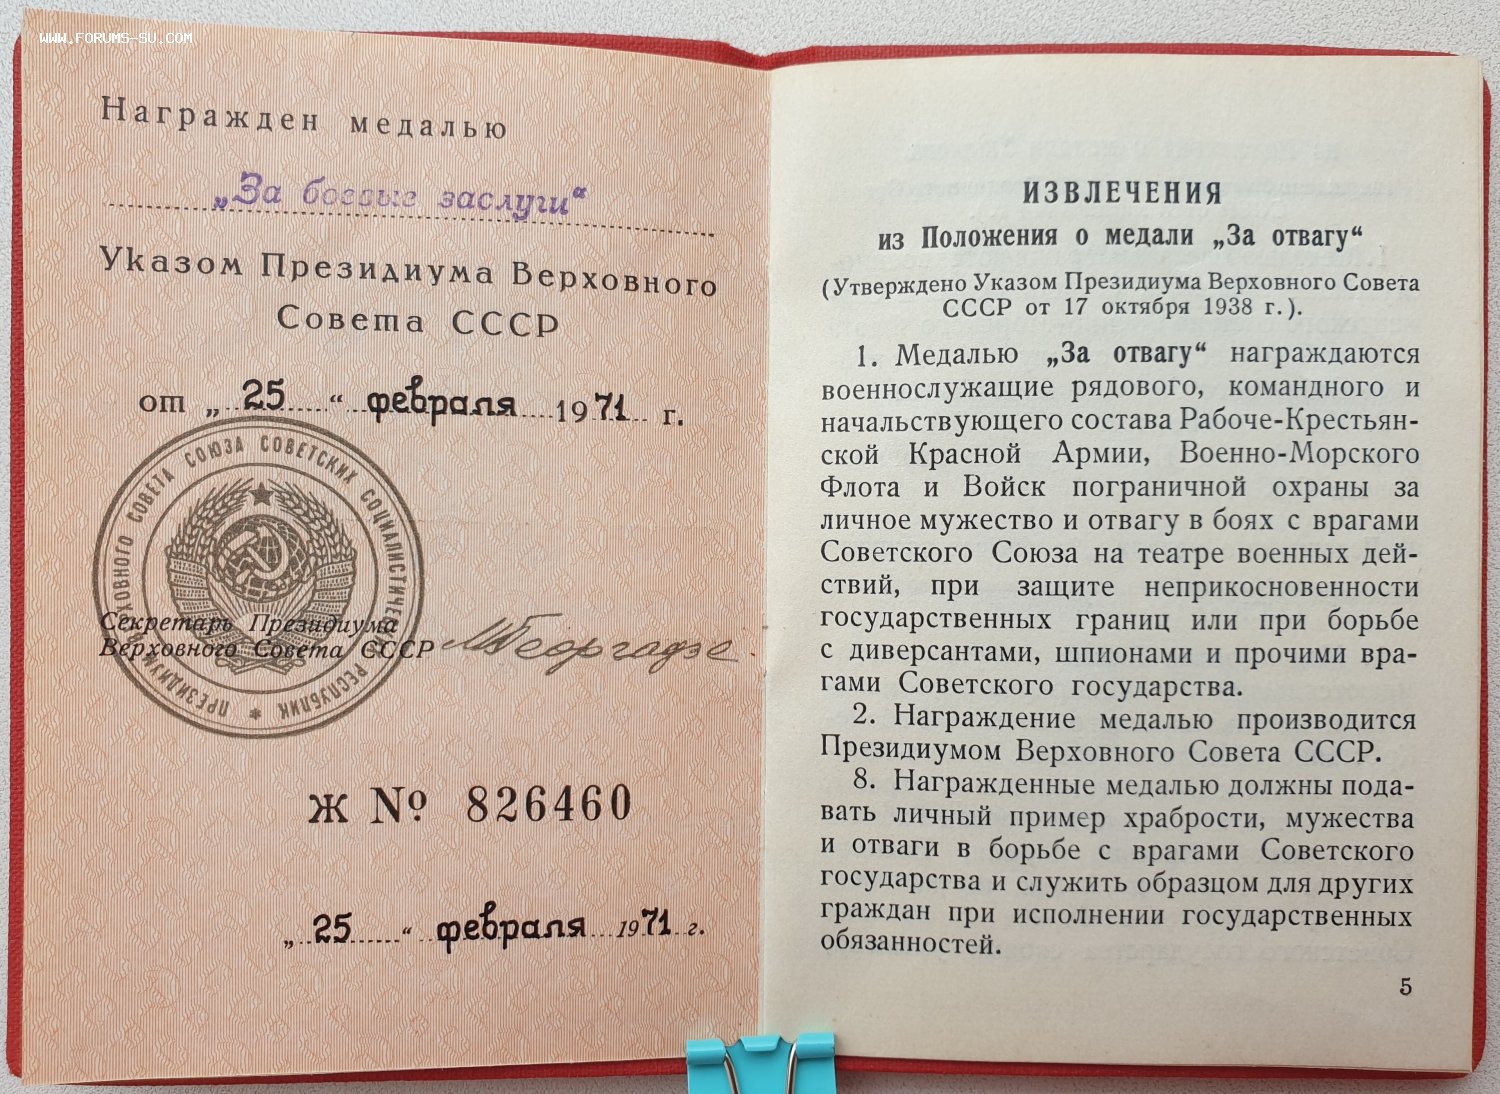 www.FORUMS-SU.COM
Награжден медалью
„За боевые заслуги“
Указом Президиума Верховного
Совета СССР
от „ 25 “ февраля 1971 г.
ПРЕЗИДИУМ ВЕРХОВНОГО СОВЕТА СОЮЗА СОВЕТСКИХ СОЦИАЛИСТИЧЕСКИХ РЕСПУБЛИК
Секретарь Президиума
Верховного Совета СССР МГеоргадзе
Ж № 826460
„ 25 “ февраля 1971 г.
ИЗВЛЕЧЕНИЯ
из Положения о медали „За отвагу“
(Утверждено Указом Президиума Верховного Совета
СССР от 17 октября 1938 г.).
1. Медалью „За отвагу“ награждаются
военнослужащие рядового, командного и
начальствующего состава Рабоче-Крестьян-
ской Красной Армии, Военно-Морского
Флота и Войск пограничной охраны за
личное мужество и отвагу в боях с врагами
Советского Союза на театре военных дей-
ствий, при защите неприкосновенности
государственных границ или при борьбе
с диверсантами, шпионами и прочими вра-
гами Советского государства.
2. Награждение медалью производится
Президиумом Верховного Совета СССР.
8. Награжденные медалью должны пода-
вать личный пример храбрости, мужества
и отваги в борьбе с врагами Советского
государства и служить образцом для других
граждан при исполнении государственных
обязанностей.
5